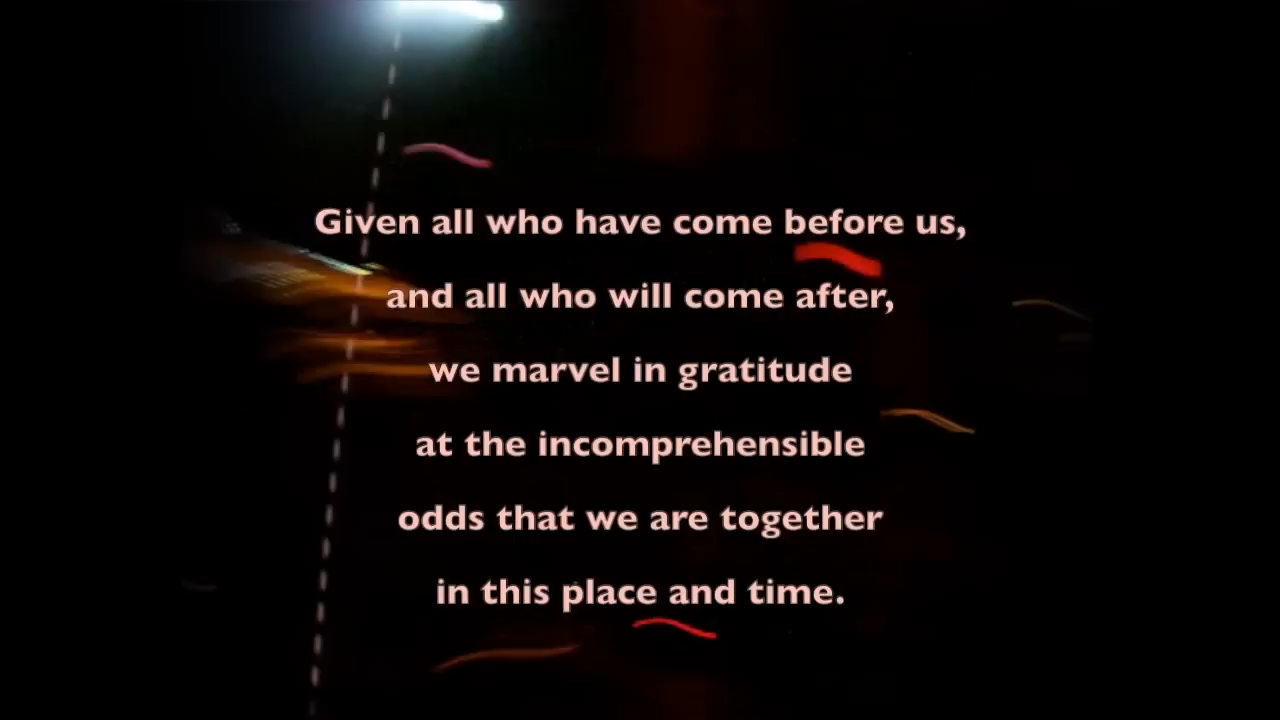 Given all who have come before us,
and all who will come after,
we marvel in gratitude
at the incomprehensible
odds that we are together
in this place and time.